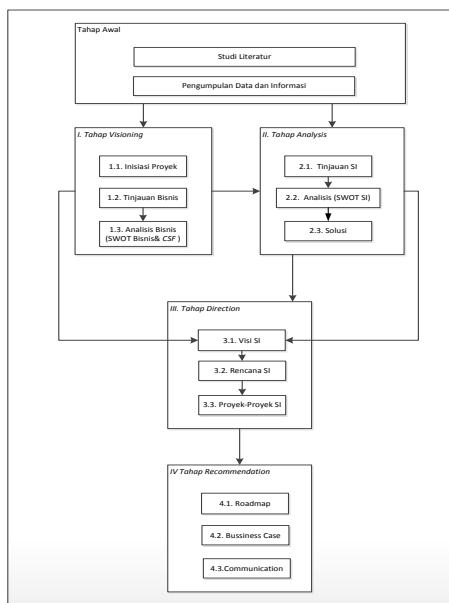 Tahap Awal
Studi Literatur
Pengumpulan Data dan Informasi
I. Tahap Visioning
1.1. Inisiasi Proyek
1.2. Tinjauan Bisnis
1.3. Analisis Bisnis
(SWOT Bisnis& CSF )
II. Tahap Analysis
2.1. Tinjauan SI
2.2. Analisis (SWOT SI)
2.3. Solusi
III. Tahap Direction
3.1. Visi SI
3.2. Rencana SI
3.3. Proyek-Proyek SI
IV Tahap Recommendation
4.1. Roadmap
4.2. Bussiness Case
4.3.Communication